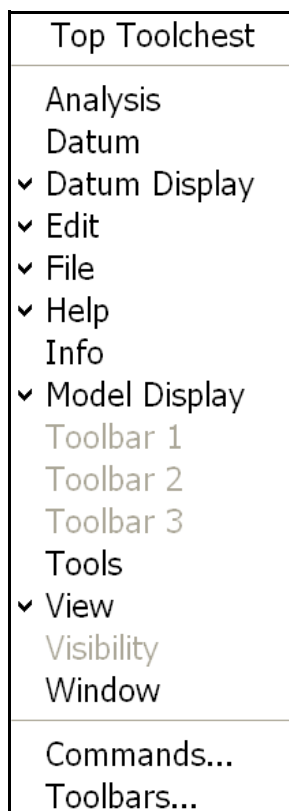 Top Toolchest
Analysis
Datum
Datum Display
Edit
File
Help
Info
Model Display
Toolbar 1
Toolbar 2
Toolbar 3
Tools
View
Visibility
Window
Commands...
Toolbars...